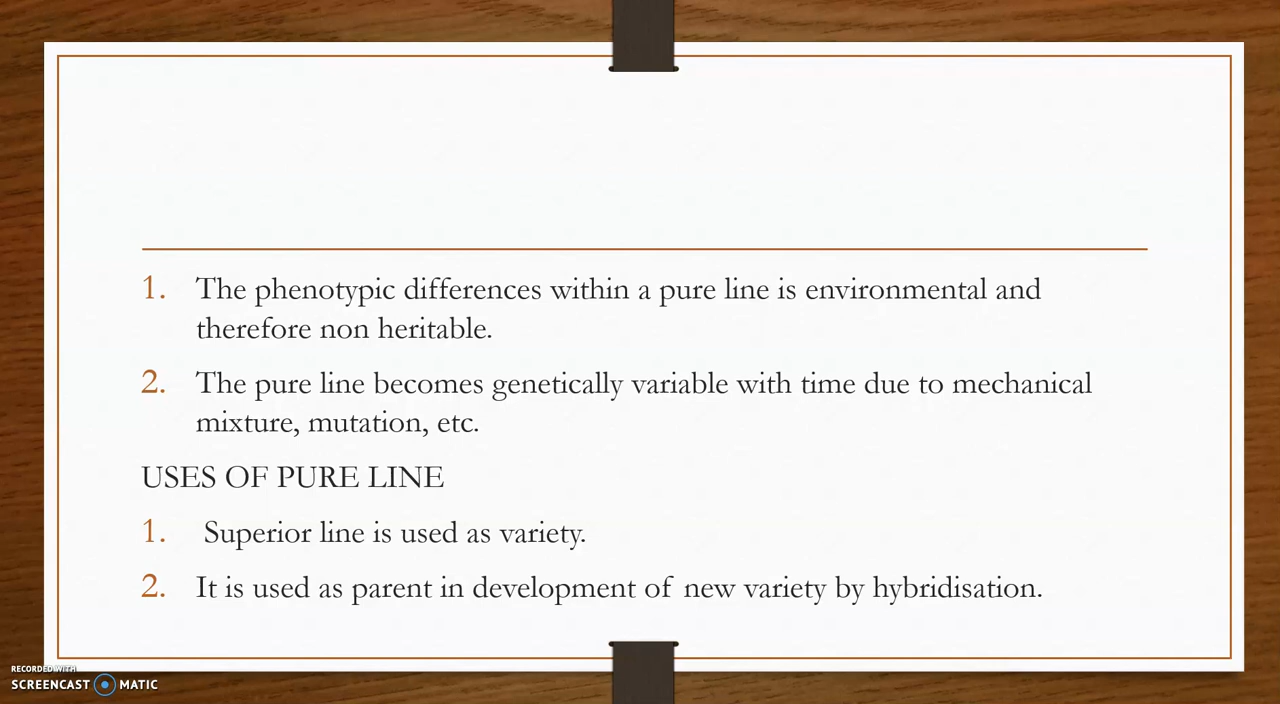 1. The phenotypic differences within a pure line is environmental and
therefore non heritable.
2. The pure line becomes genetically variable with time due to mechanical
mixture, mutation, etc.
USES OF PURE LINE
1. Superior line is used as variety.
2. It is used as parent in development of new variety by hybridisation.
RECORDED WITH
SCREENCAST MATIC